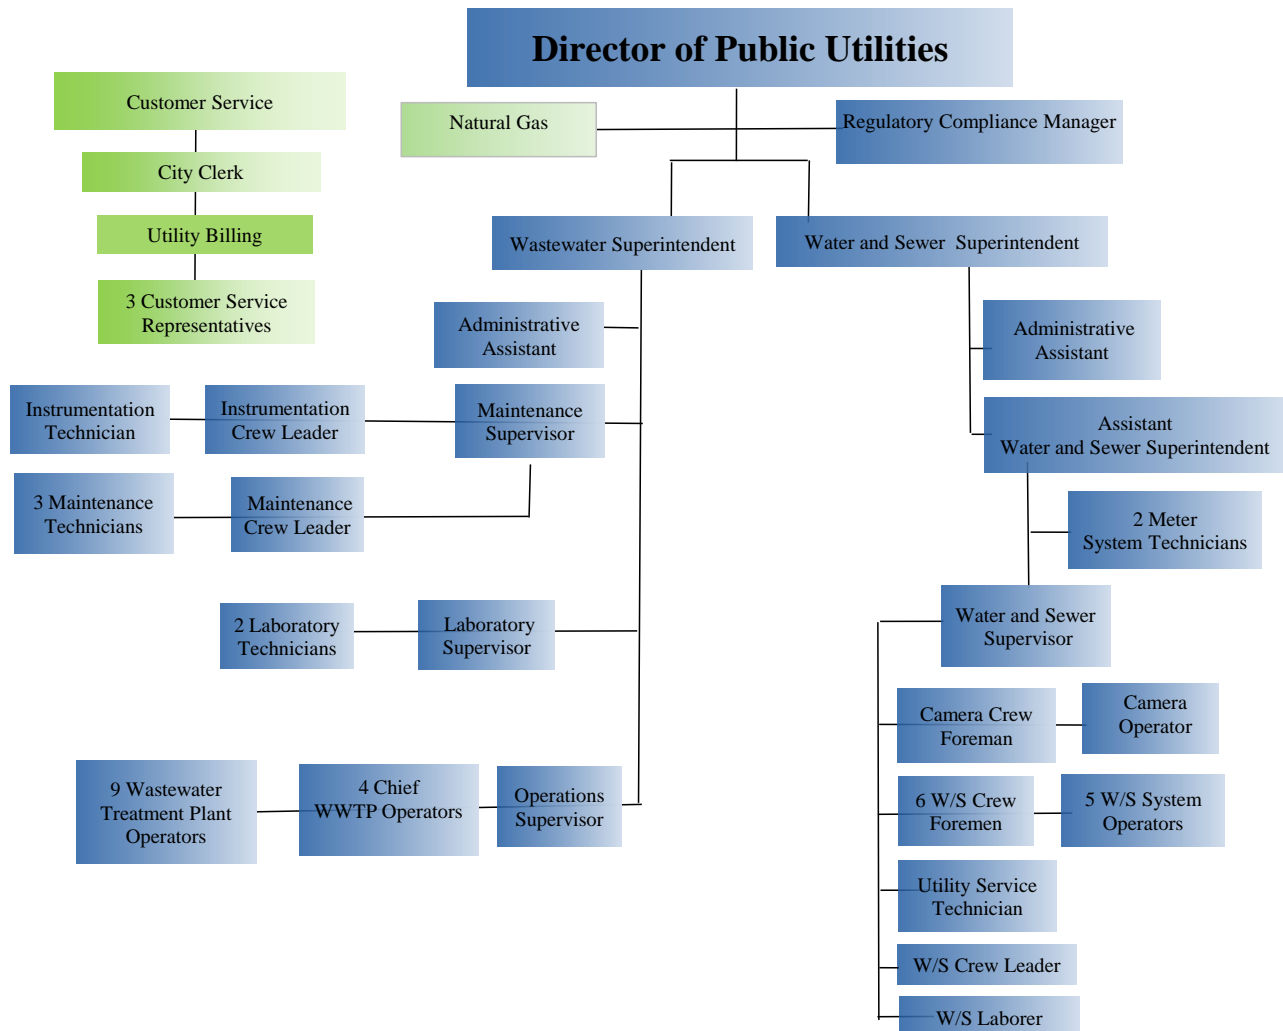 Director of Public Utilities
Customer Service
City Clerk
Utility Billing
3 Customer Service
Representatives
Natural Gas
Regulatory Compliance Manager
Wastewater Superintendent
Water and Sewer Superintendent
Administrative
Assistant
Instrumentation
Technician
Instrumentation
Crew Leader
Maintenance
Supervisor
3 Maintenance
Technicians
Maintenance
Crew Leader
2 Laboratory
Technicians
Laboratory
Supervisor
9 Wastewater
Treatment Plant
Operators
4 Chief
WWTP Operators
Operations
Supervisor
Administrative
Assistant
Assistant
Water and Sewer Superintendent
2 Meter
System Technicians
Water and Sewer
Supervisor
Camera Crew
Foreman
Camera
Operator
6 W/S Crew
Foremen
5 W/S System
Operators
Utility Service
Technician
W/S Crew Leader
W/S Laborer